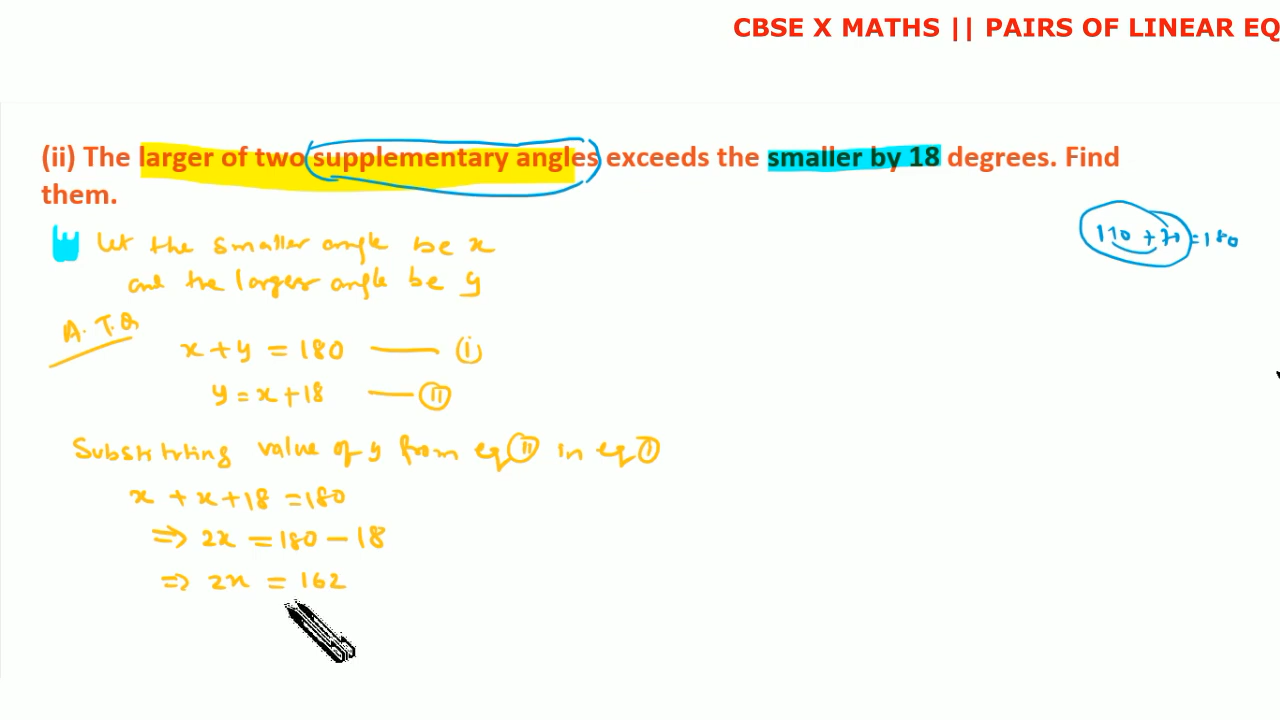 CBSE X MATHS || PAIRS OF LINEAR EQ
(ii) The larger of two supplementary angles exceeds the smaller by 18 degrees. Find
them.
Let the smaller angle be x
and the larger angle be y
110 + 70 = 180
A.T.Q
x + y = 180 —— (i)
y = x + 18 —— (ii)
Substituting value of y from eq (ii) in eq (i)
x + x + 18 = 180
⇒ 2x = 180 - 18
⇒ 2x = 162